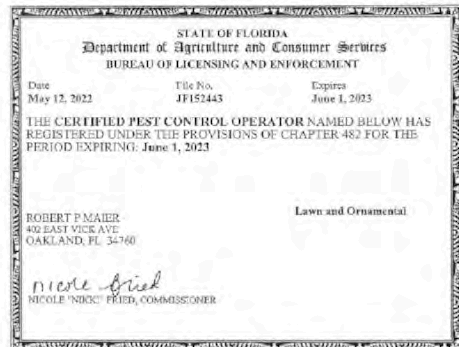 STATE OF FLORIDA
Department of Agriculture and Consumer Services
BUREAU OF LICENSING AND ENFORCEMENT
Date File No. Expires
May 12, 2022 JF152443 June 1, 2023
THE CERTIFIED PEST CONTROL OPERATOR NAMED BELOW HAS
REGISTERED UNDER THE PROVISIONS OF CHAPTER 482 FOR THE
PERIOD EXPIRING: June 1, 2023
Lawn and Ornamental
ROBERT P MAIER
402 EAST VICK AVE
OAKLAND, FL 34760
Nicole Fried
NICOLE "NIKKI" FRIED, COMMISSIONER